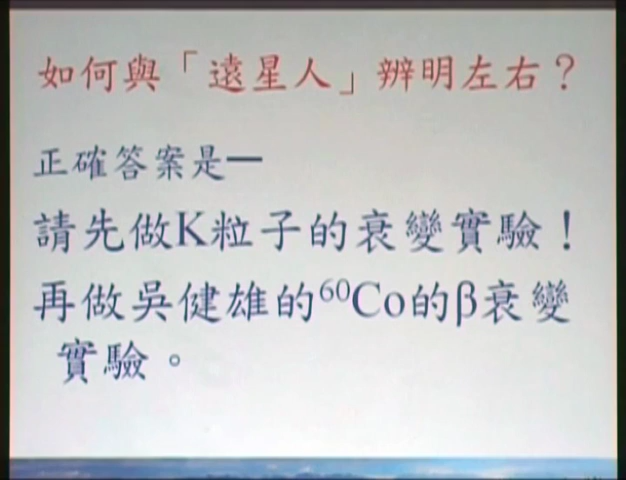 如何與「遠星人」辨明左右？
正確答案是─
請先做K粒子的衰變實驗！
再做吳健雄的⁶⁰Co的β衰變
實驗。